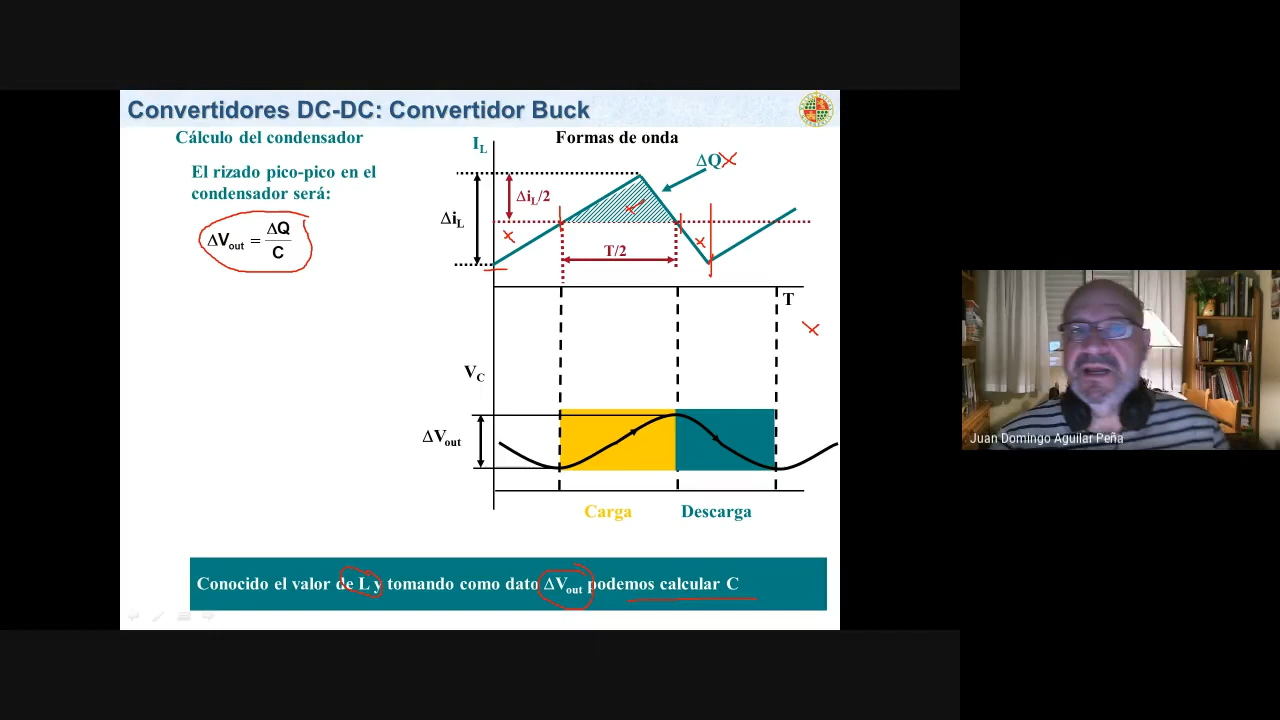 Convertidores DC-DC: Convertidor Buck
Cálculo del condensador
El rizado pico-pico en el
condensador será:
ΔVout = ΔQ / C
Formas de onda
IL
ΔQ
ΔiL/2
ΔiL
T/2
T
VC
ΔVout
Carga
Descarga
Conocido el valor de L y tomando como dato ΔVout podemos calcular C
Juan Domingo Aguilar Peña